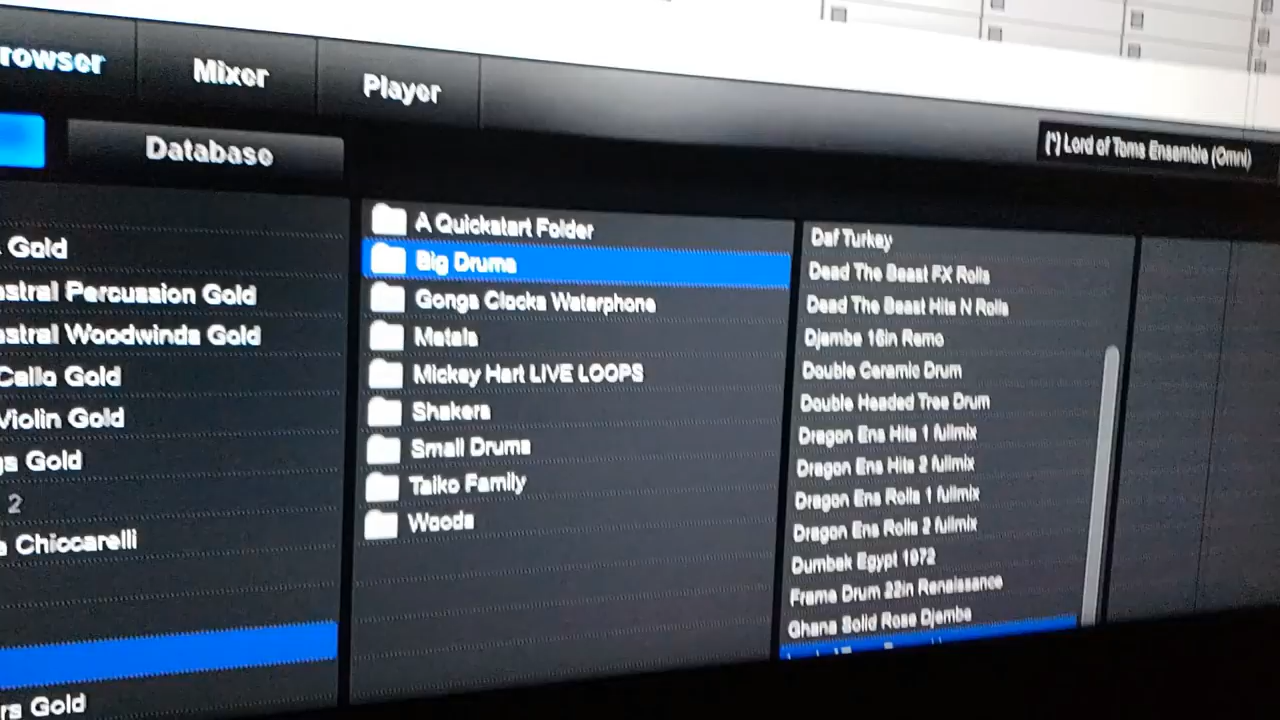 rowser
Mixer
Player
Database
[*] Lord of Toms Ensemble (Omni)
Gold
estral Percussion Gold
estral Woodwinds Gold
Cello Gold
Violin Gold
gs Gold
2
Chiccarelli
rs Gold
A Quickstart Folder
Big Drums
Gongs Clocks Waterphone
Metals
Mickey Hart LIVE LOOPS
Shakers
Small Drums
Taiko Family
Woods
Daf Turkey
Dead The Beast FX Rolls
Dead The Beast Hits N Rolls
Djembe 16in Remo
Double Ceramic Drum
Double Headed Tree Drum
Dragon Ens Hits 1 fullmix
Dragon Ens Hits 2 fullmix
Dragon Ens Rolls 1 fullmix
Dragon Ens Rolls 2 fullmix
Dumbek Egypt 1972
Frame Drum 22in Renaissance
Ghana Solid Rose Djembe